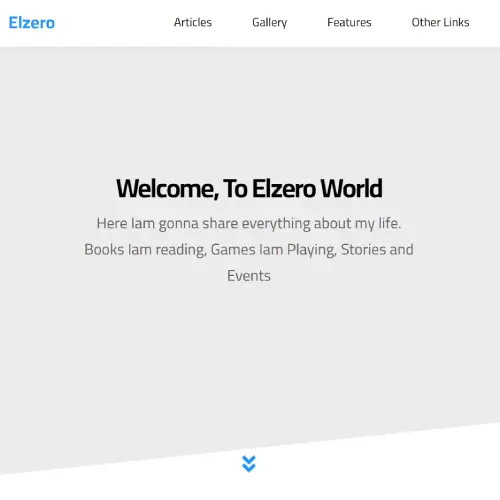 Elzero Articles Gallery Features Other Links
Welcome, To Elzero World
Here Iam gonna share everything about my life.
Books Iam reading, Games Iam Playing, Stories and
Events